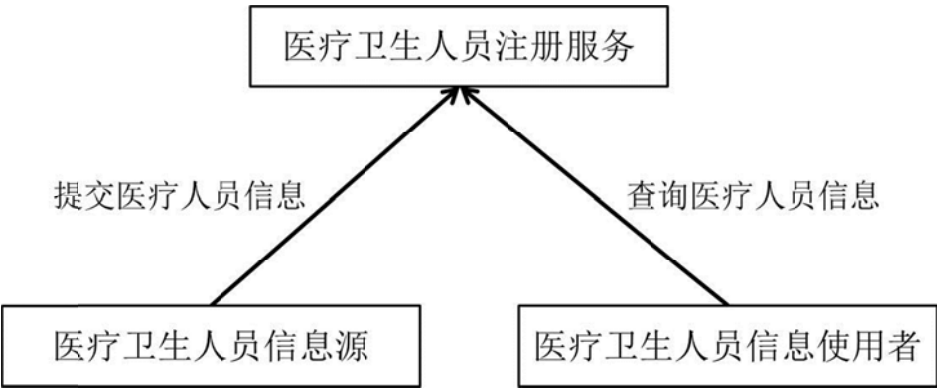 医疗卫生人员注册服务
提交医疗人员信息
查询医疗人员信息
医疗卫生人员信息源
医疗卫生人员信息使用者